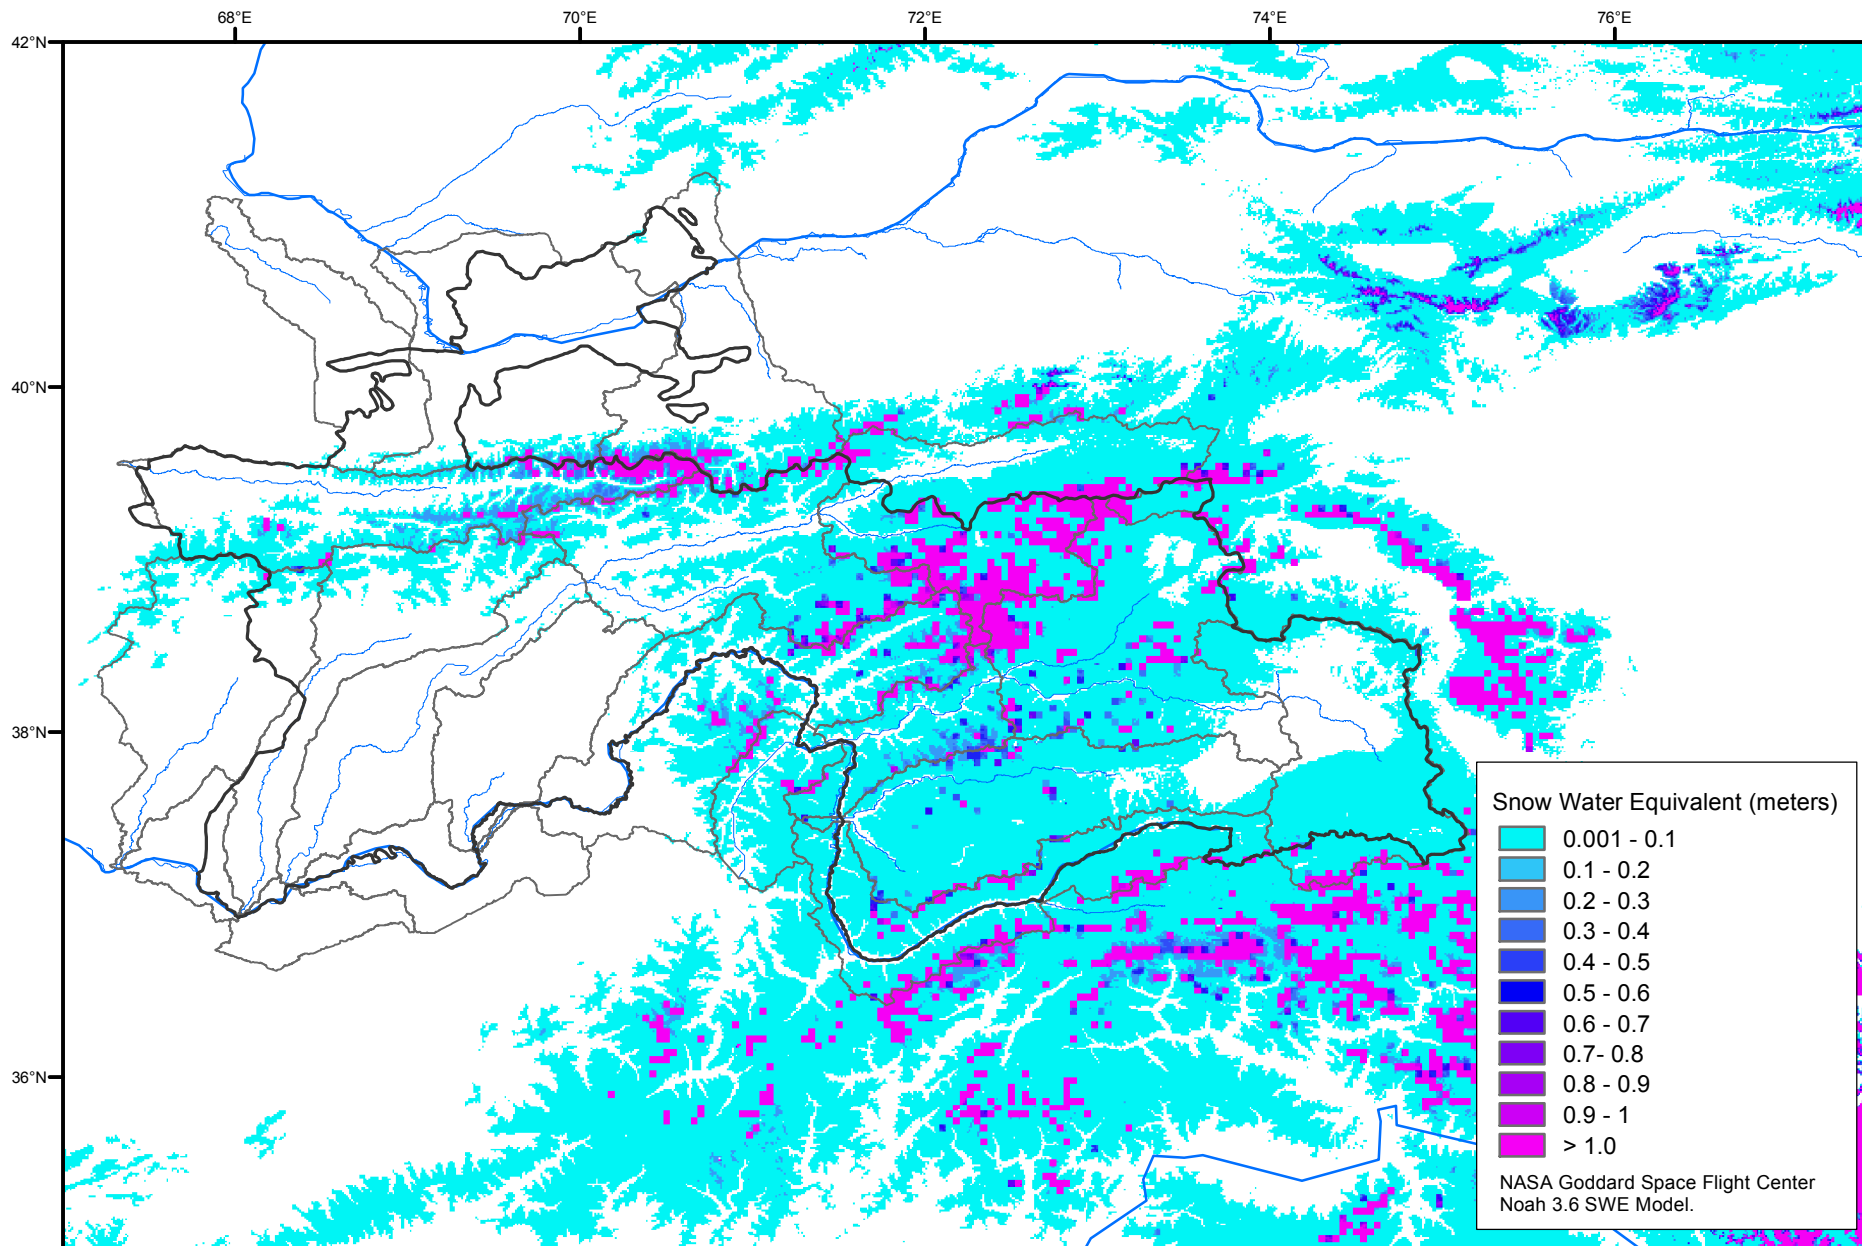 68°E
70°E
72°E
74°E
76°E
42°N
40°N
38°N
36°N
Snow Water Equivalent (meters)
0.001 - 0.1
0.1 - 0.2
0.2 - 0.3
0.3 - 0.4
0.4 - 0.5
0.5 - 0.6
0.6 - 0.7
0.7- 0.8
0.8 - 0.9
0.9 - 1
> 1.0
NASA Goddard Space Flight Center
Noah 3.6 SWE Model.